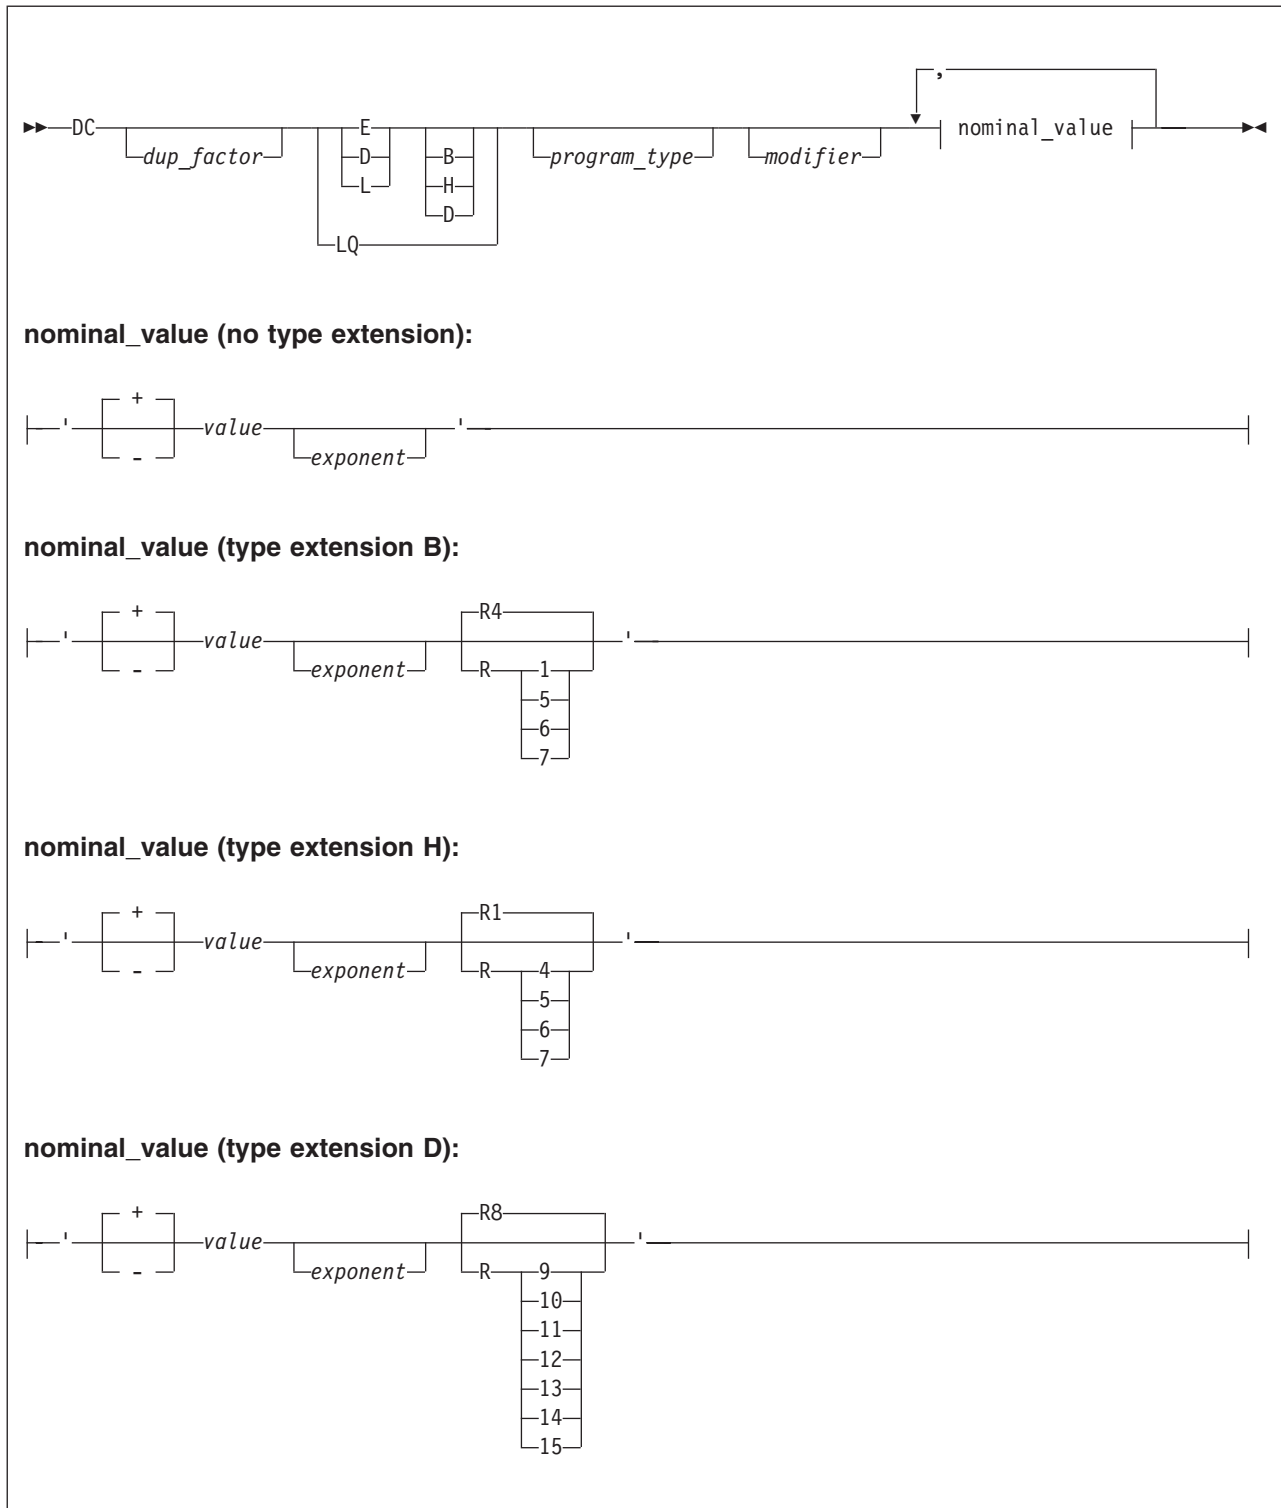 ,
DC E nominal_value
dup_factor D B program_type modifier
L H
D
LQ
nominal_value (no type extension):
+
' value '
- exponent
nominal_value (type extension B):
+ R4
' value '
- exponent R 1
5
6
7
nominal_value (type extension H):
+ R1
' value '
- exponent R 4
5
6
7
nominal_value (type extension D):
+ R8
' value '
- exponent R 9
10
11
12
13
14
15